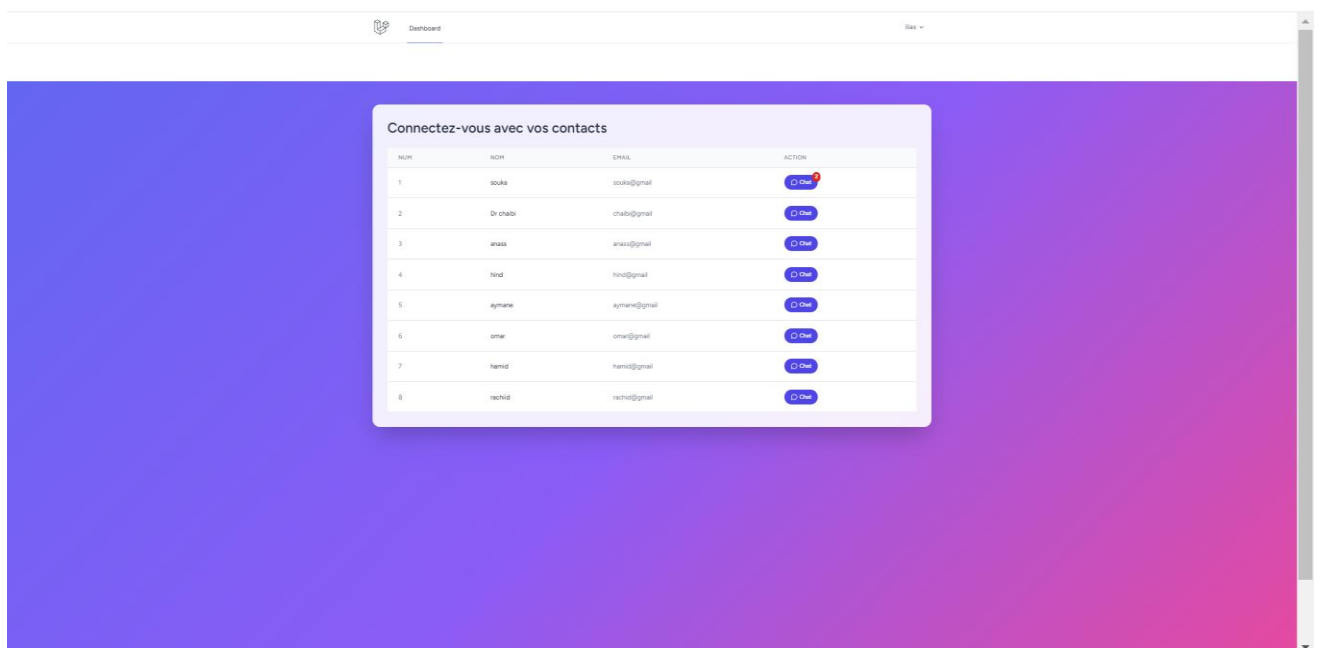 Dashboard
Ilias
Connectez-vous avec vos contacts
NUM NOM EMAIL ACTION
1 souka souka@gmail Chat 2
2 Dr chaibi chaibi@gmail Chat
3 anass anass@gmail Chat
4 hind hind@gmail Chat
5 aymane aymane@gmail Chat
6 omar omar@gmail Chat
7 hamid hamid@gmail Chat
8 rachiid rachid@gmail Chat